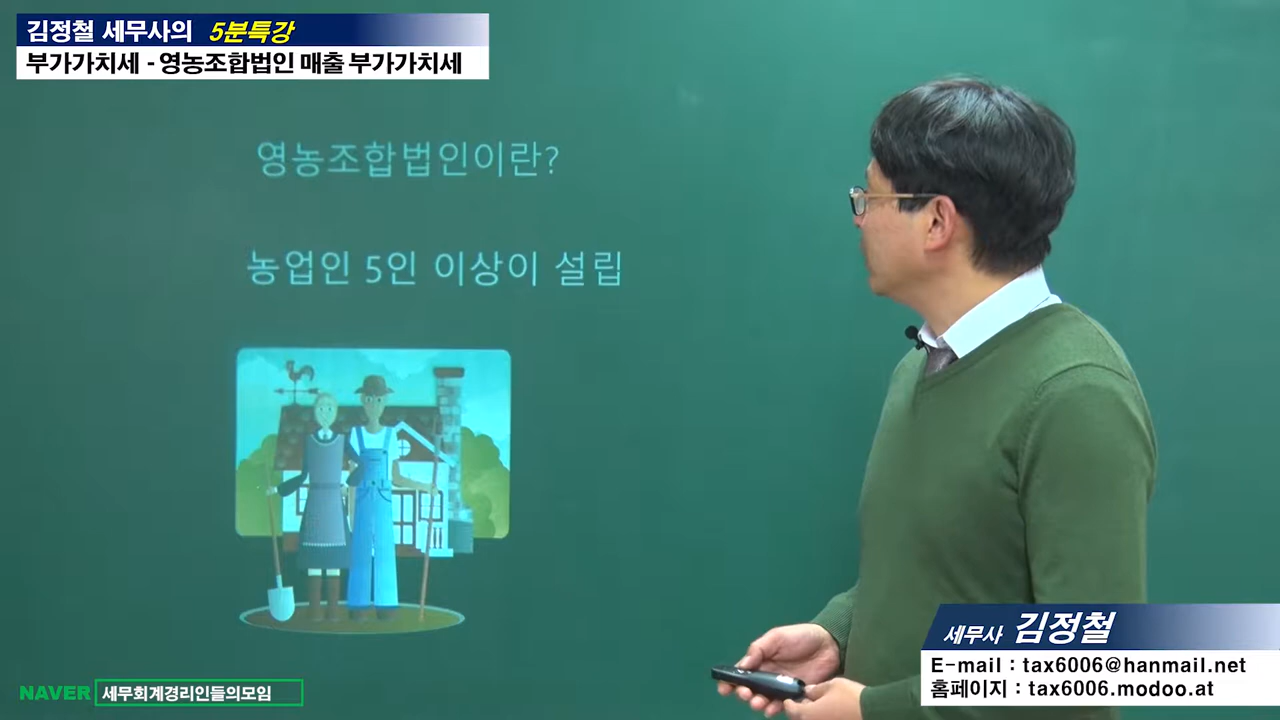 김정철 세무사의 5분특강
부가가치세 - 영농조합법인 매출 부가가치세
영농조합법인이란?
농업인 5인 이상이 설립
세무사 김정철
E-mail : tax6006@hanmail.net
홈페이지 : tax6006.modoo.at
NAVER 세무회계경리인들의모임